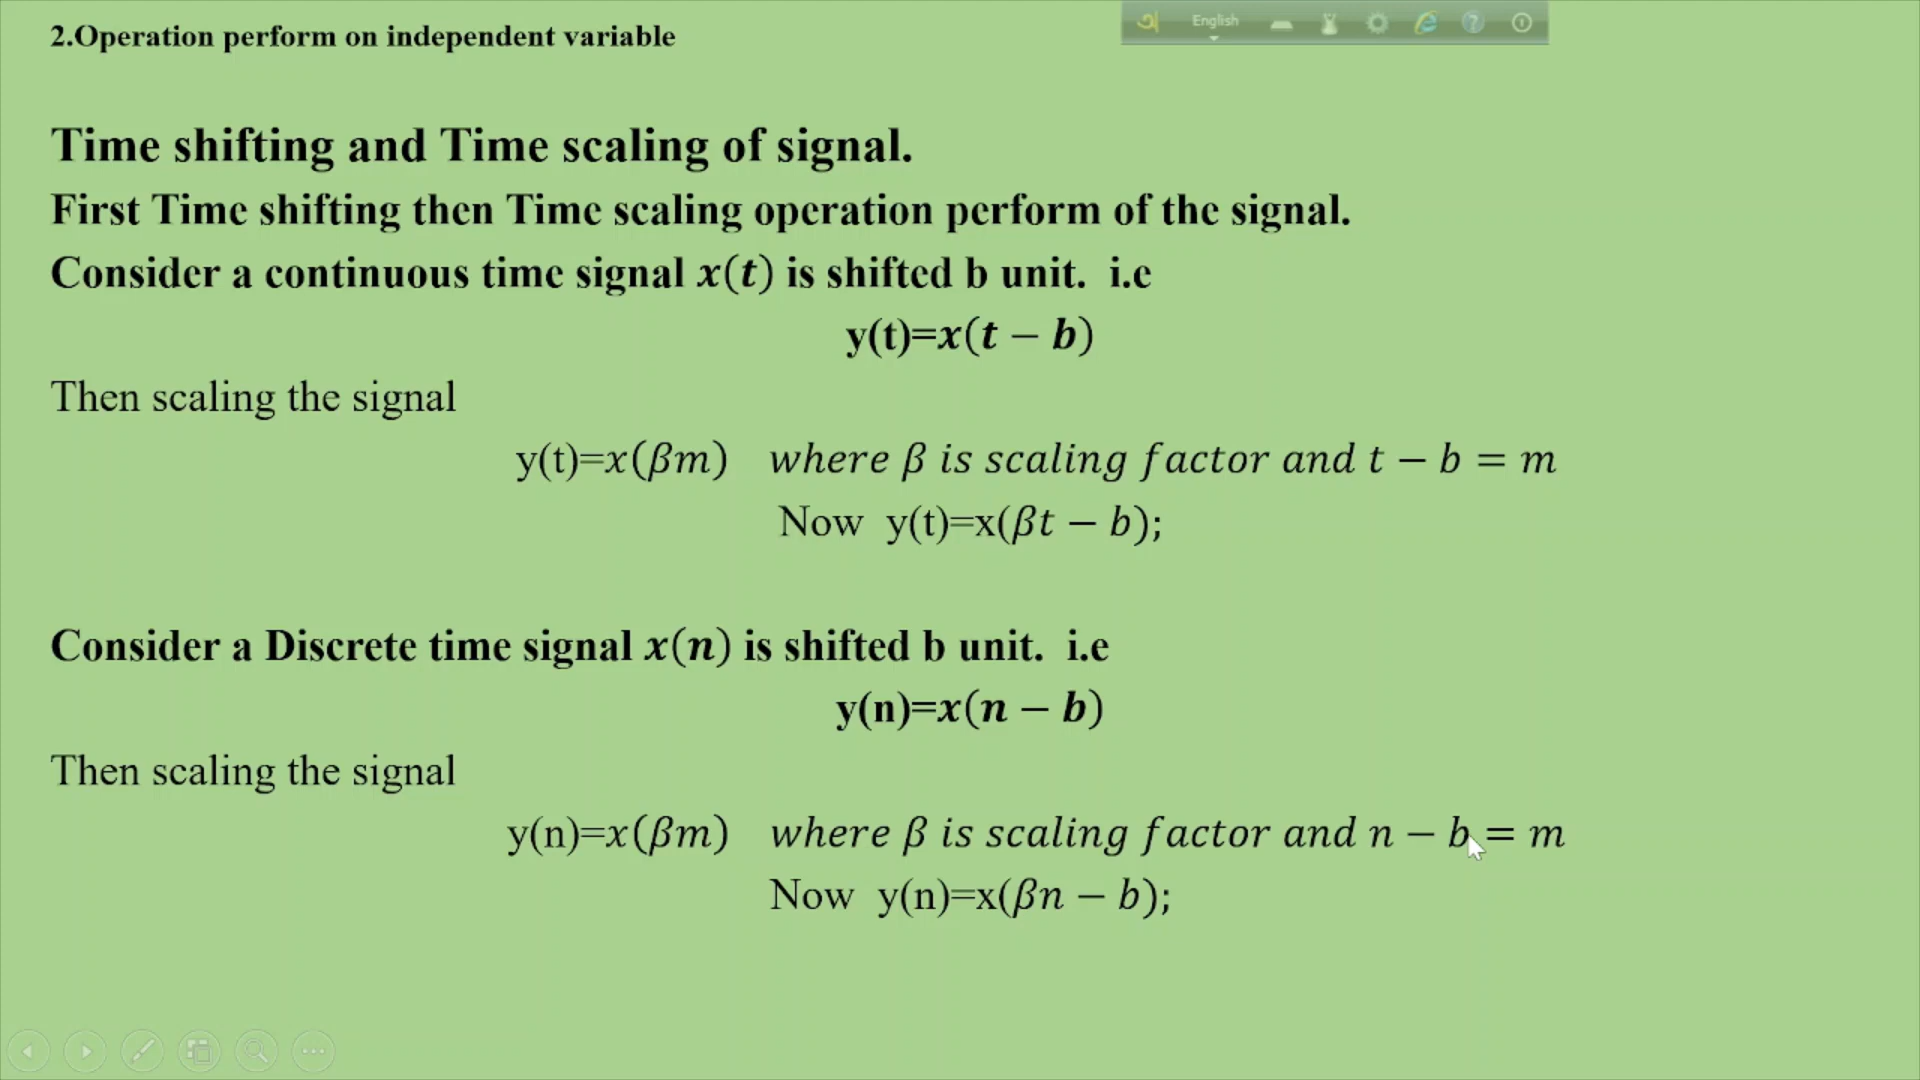 2.Operation perform on independent variable
English
Time shifting and Time scaling of signal.
First Time shifting then Time scaling operation perform of the signal.
Consider a continuous time signal x(t) is shifted b unit. i.e
y(t)=x(t − b)
Then scaling the signal
y(t)=x(βm) where β is scaling factor and t − b = m
Now y(t)=x(βt − b);
Consider a Discrete time signal x(n) is shifted b unit. i.e
y(n)=x(n − b)
Then scaling the signal
y(n)=x(βm) where β is scaling factor and n − b = m
Now y(n)=x(βn − b);